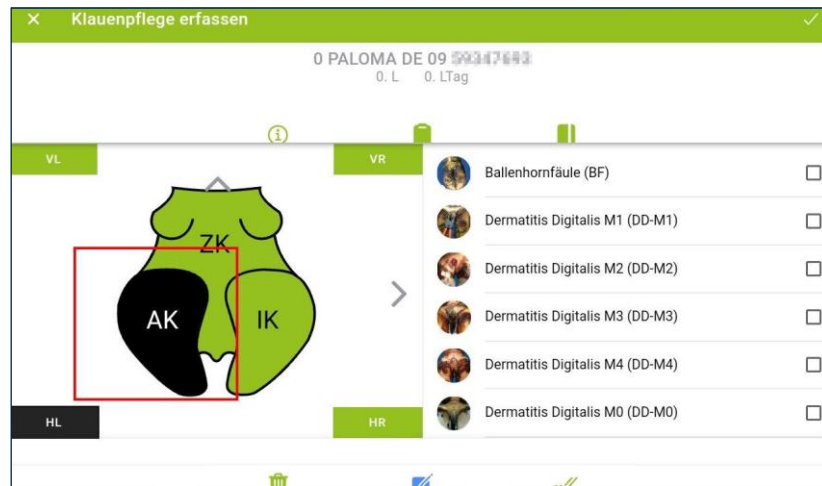 Klauenpflege erfassen
0 PALOMA DE 09
0. L 0. LTag
VL
VR
ZK
AK
IK
HL
HR
Ballenhornfäule (BF)
Dermatitis Digitalis M1 (DD-M1)
Dermatitis Digitalis M2 (DD-M2)
Dermatitis Digitalis M3 (DD-M3)
Dermatitis Digitalis M4 (DD-M4)
Dermatitis Digitalis M0 (DD-M0)